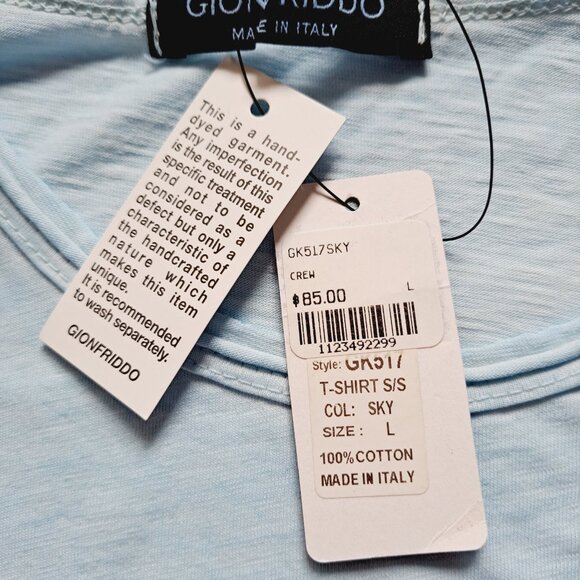 GIONFRIDDO
MADE IN ITALY
This is a hand-
dyed garment.
Any imperfection
is the result of this
specific treatment
and not to be
considered as a
defect but only a
characteristic of
the handcrafted
nature which
makes this item
unique.
It is recommended
to wash separately.
GIONFRIDDO
GK517SKY
CREW
$85.00 L
1123492299
Style: GK517
T-SHIRT S/S
COL: SKY
SIZE : L
100% COTTON
MADE IN ITALY